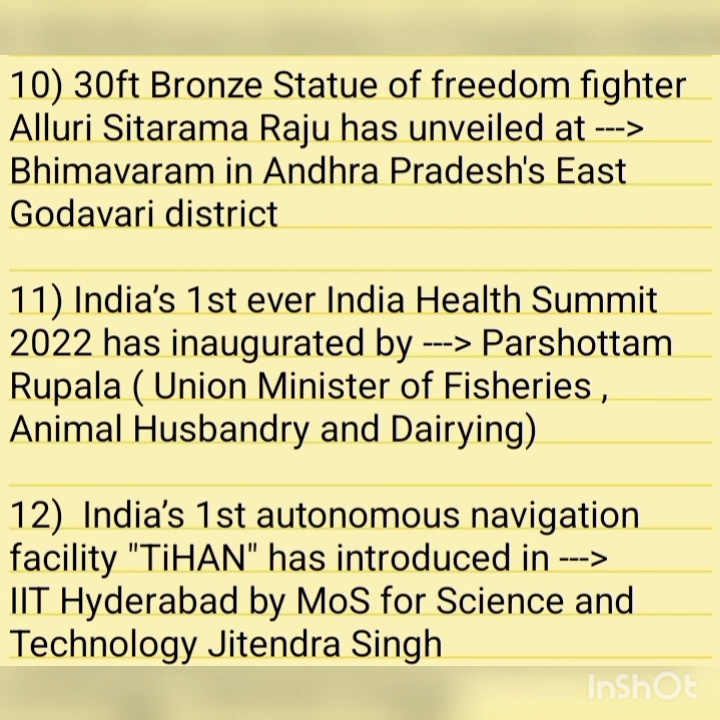 10) 30ft Bronze Statue of freedom fighter
Alluri Sitarama Raju has unveiled at --->
Bhimavaram in Andhra Pradesh's East
Godavari district
11) India’s 1st ever India Health Summit
2022 has inaugurated by ---> Parshottam
Rupala ( Union Minister of Fisheries ,
Animal Husbandry and Dairying)
12)  India’s 1st autonomous navigation
facility "TiHAN" has introduced in --->
IIT Hyderabad by MoS for Science and
Technology Jitendra Singh
InShOt